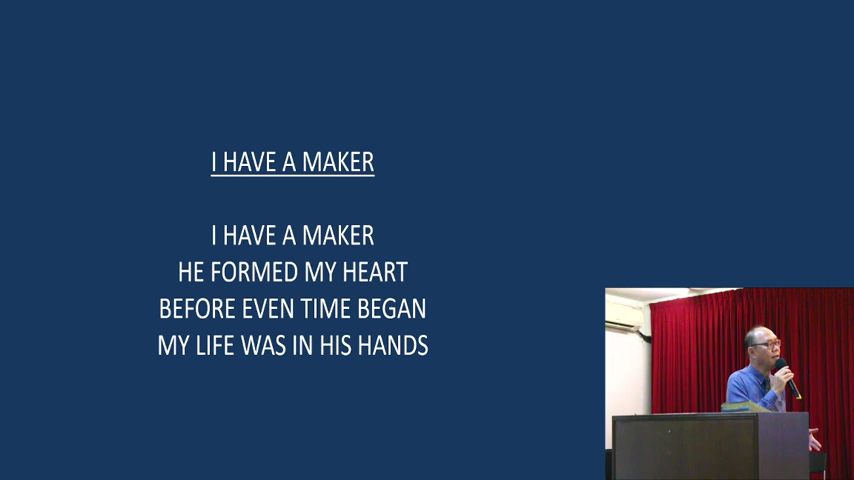 I HAVE A MAKER
I HAVE A MAKER
HE FORMED MY HEART
BEFORE EVEN TIME BEGAN
MY LIFE WAS IN HIS HANDS